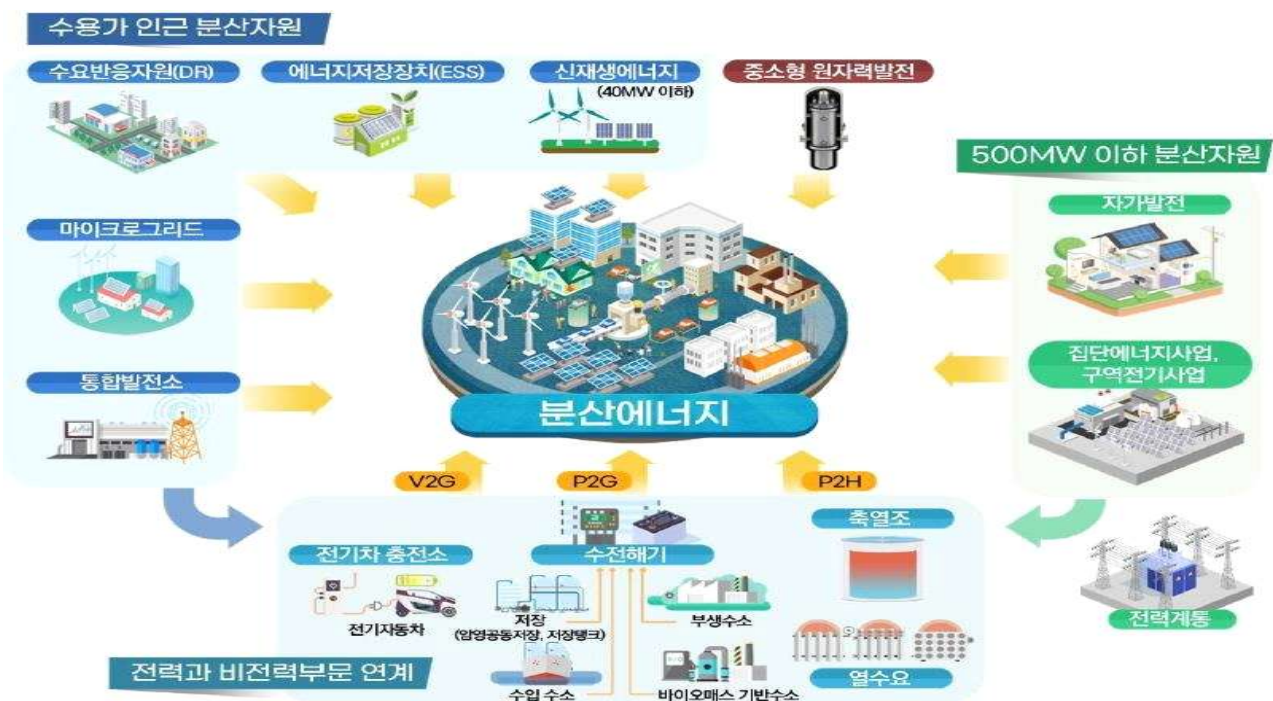 수용가 인근 분산자원
수요반응자원(DR)
에너지저장장치(ESS)
신재생에너지
(40MW 이하)
중소형 원자력발전
500MW 이하 분산자원
자가발전
마이크로그리드
집단에너지사업,
구역전기사업
통합발전소
분산에너지
V2G
P2G
P2H
축열조
전기차 충전소
수전해기
전기자동차
저장
(암염공동저장, 저장탱크)
부생수소
전력계통
전력과 비전력부문 연계
수입 수소
바이오매스 기반수소
열수요